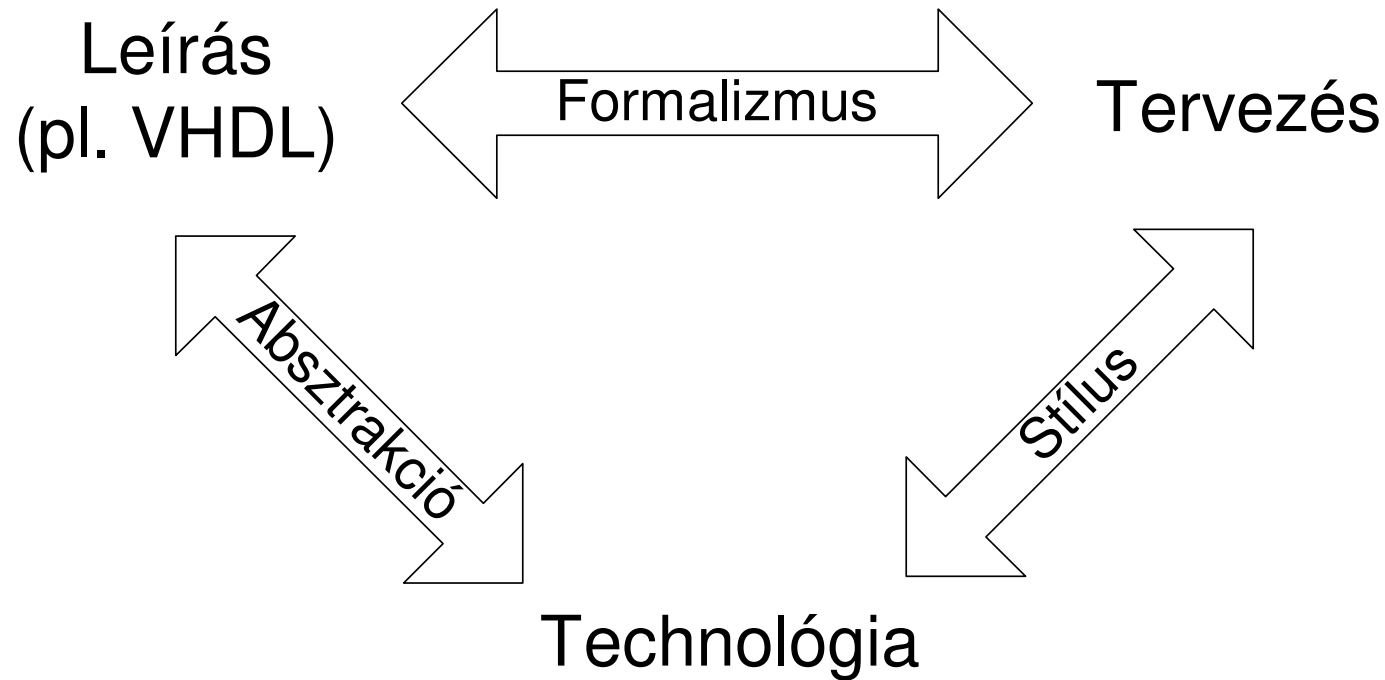 Leírás
(pl. VHDL)
Formalizmus
Tervezés
Absztrakció
Stílus
Technológia